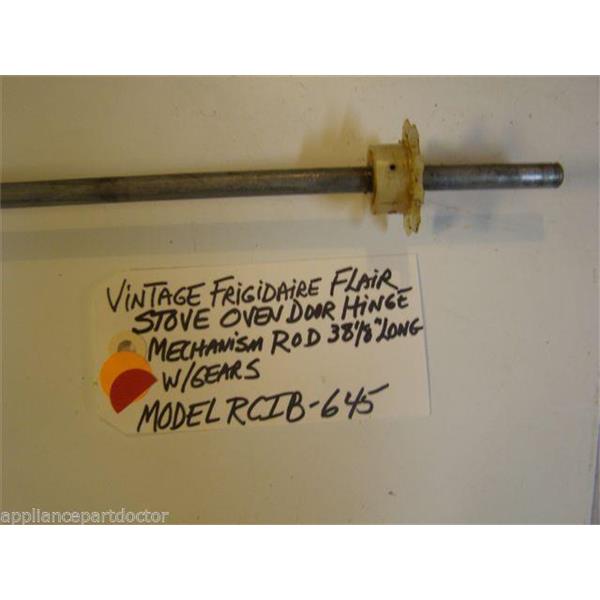 VINTAGE FRIGIDAIRE FLAIR
STOVE OVEN DOOR HINGE
MECHANISM ROD 38 1/8" LONG
W/GEARS
MODEL RCIB-645
appliancepartdoctor